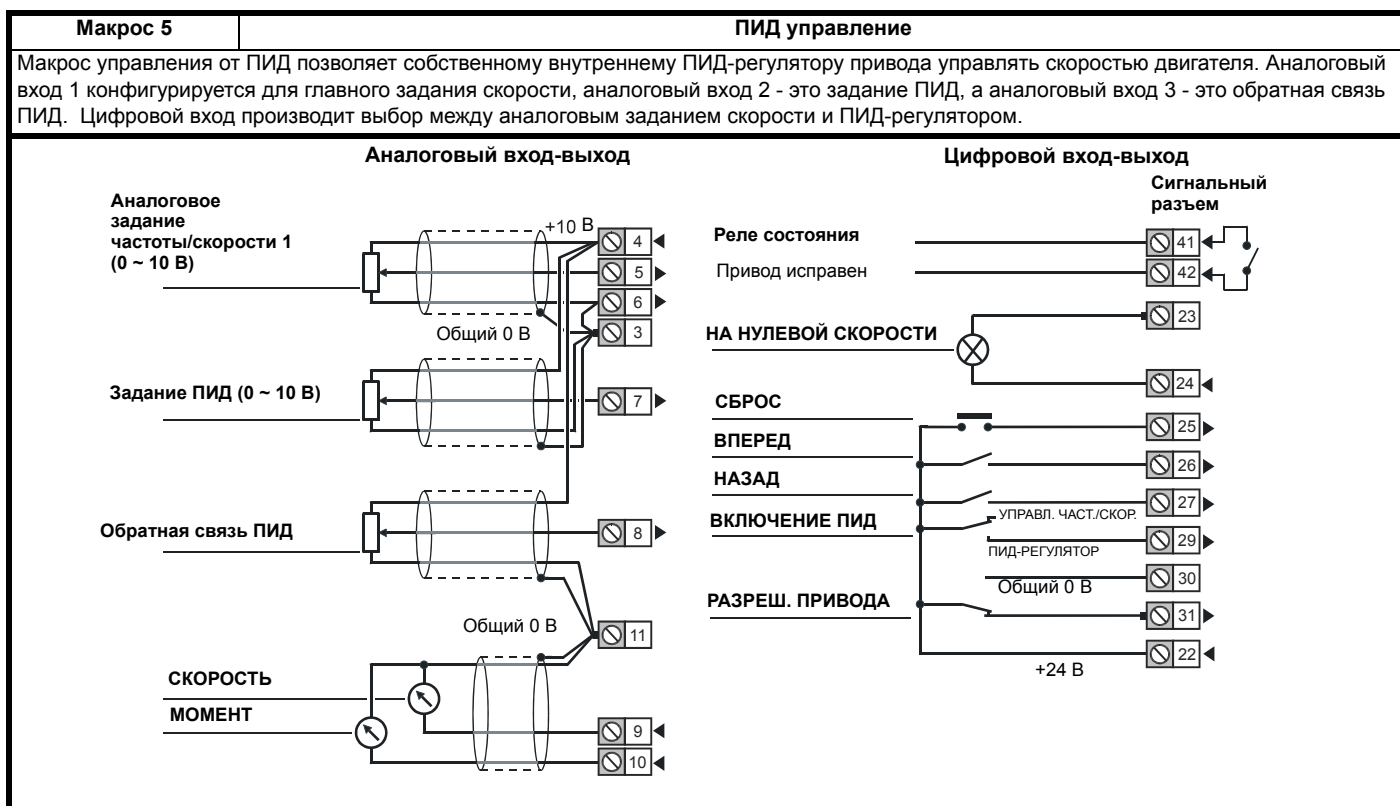 Макрос 5
ПИД управление
Макрос управления от ПИД позволяет собственному внутреннему ПИД-регулятору привода управлять скоростью двигателя. Аналоговый
вход 1 конфигурируется для главного задания скорости, аналоговый вход 2 - это задание ПИД, а аналоговый вход 3 - это обратная связь
ПИД. Цифровой вход производит выбор между аналоговым заданием скорости и ПИД-регулятором.
Аналоговый вход-выход
Аналоговое
задание
частоты/скорости 1
(0 ~ 10 В)
+10 В
4
5
6
Общий 0 В
3
Задание ПИД (0 ~ 10 В)
7
Обратная связь ПИД
8
Общий 0 В
11
СКОРОСТЬ
МОМЕНТ
9
10
Цифровой вход-выход
Сигнальный
разъем
Реле состояния
41
Привод исправен
42
23
НА НУЛЕВОЙ СКОРОСТИ
24
СБРОС
25
ВПЕРЕД
26
НАЗАД
27
УПРАВЛ. ЧАСТ./СКОР.
ВКЛЮЧЕНИЕ ПИД
29
ПИД-РЕГУЛЯТОР
30
Общий 0 В
РАЗРЕШ. ПРИВОДА
31
22
+24 В